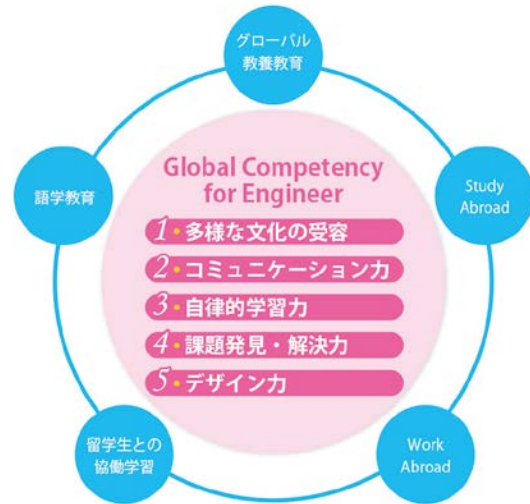 グローバル
教養教育
語学教育
Global Competency
for Engineer
Study
Abroad
1・多様な文化の受容
2・コミュニケーション力
3・自律的学習力
4・課題発見・解決力
5・デザイン力
留学生との
協働学習
Work
Abroad